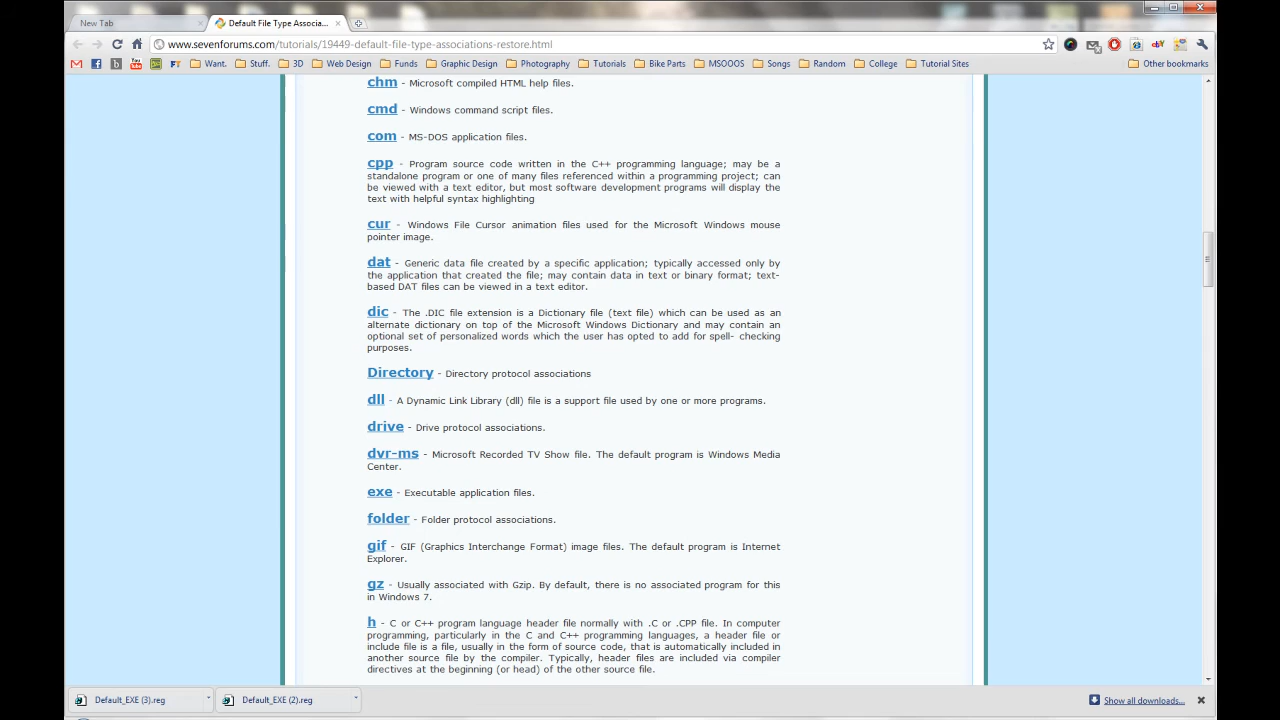 New Tab
Default File Type Associa...
www.sevenforums.com/tutorials/19449-default-file-type-associations-restore.html
Want. Stuff. 3D Web Design Funds Graphic Design Photography Tutorials Bike Parts MSOOOS Songs Random College Tutorial Sites Other bookmarks
chm - Microsoft compiled HTML help files.
cmd - Windows command script files.
com - MS-DOS application files.
cpp - Program source code written in the C++ programming language; may be a
standalone program or one of many files referenced within a programming project; can
be viewed with a text editor, but most software development programs will display the
text with helpful syntax highlighting
cur - Windows File Cursor animation files used for the Microsoft Windows mouse
pointer image.
dat - Generic data file created by a specific application; typically accessed only by
the application that created the file; may contain data in text or binary format; text-
based DAT files can be viewed in a text editor.
dic - The .DIC file extension is a Dictionary file (text file) which can be used as an
alternate dictionary on top of the Microsoft Windows Dictionary and may contain an
optional set of personalized words which the user has opted to add for spell- checking
purposes.
Directory - Directory protocol associations
dll - A Dynamic Link Library (dll) file is a support file used by one or more programs.
drive - Drive protocol associations.
dvr-ms - Microsoft Recorded TV Show file. The default program is Windows Media
Center.
exe - Executable application files.
folder - Folder protocol associations.
gif - GIF (Graphics Interchange Format) image files. The default program is Internet
Explorer.
gz - Usually associated with Gzip. By default, there is no associated program for this
in Windows 7.
h - C or C++ program language header file normally with .C or .CPP file. In computer
programming, particularly in the C and C++ programming languages, a header file or
include file is a file, usually in the form of source code, that is automatically included in
another source file by the compiler. Typically, header files are included via compiler
directives at the beginning (or head) of the other source file.
Default_EXE (3).reg
Default_EXE (2).reg
Show all downloads...